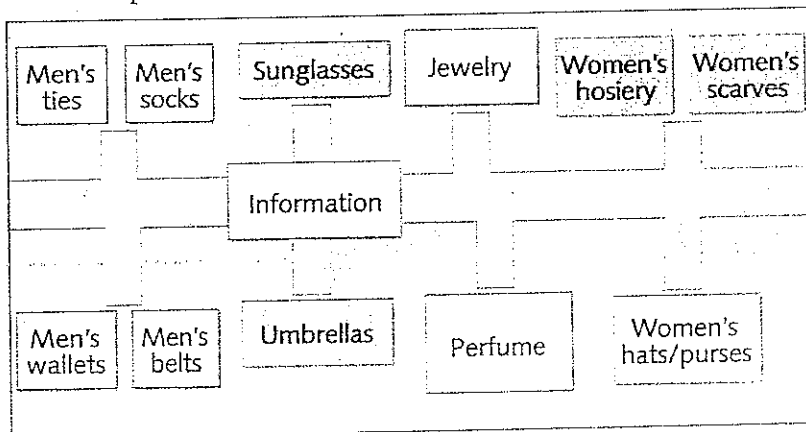 Men's
ties
Men's
socks
Sunglasses
Jewelry
Women's
hosiery
Women's
scarves
Information
Men's
wallets
Men's
belts
Umbrellas
Perfume
Women's
hats/purses